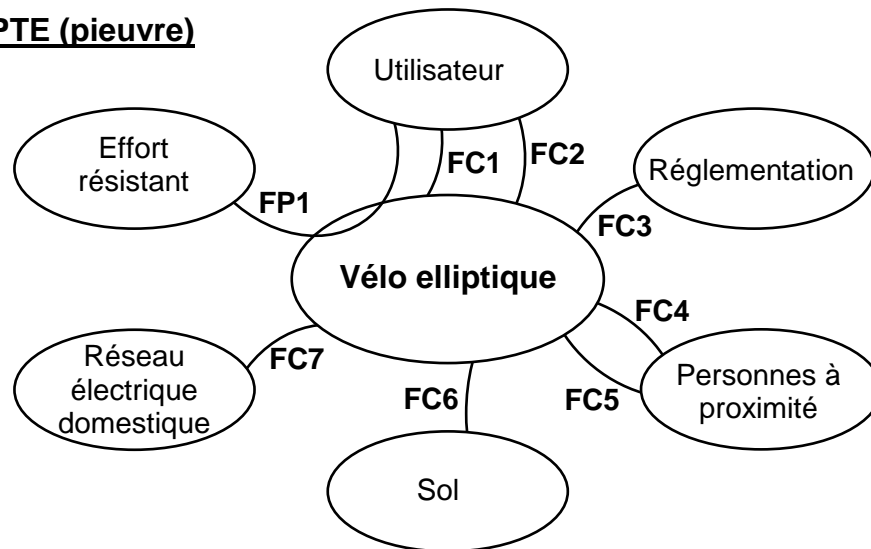 PTE (pieuvre)
Utilisateur
Effort
résistant
FP1
FC1
FC2
Réglementation
FC3
Vélo elliptique
FC4
Réseau
électrique
domestique
FC7
FC6
FC5
Personnes à
proximité
Sol